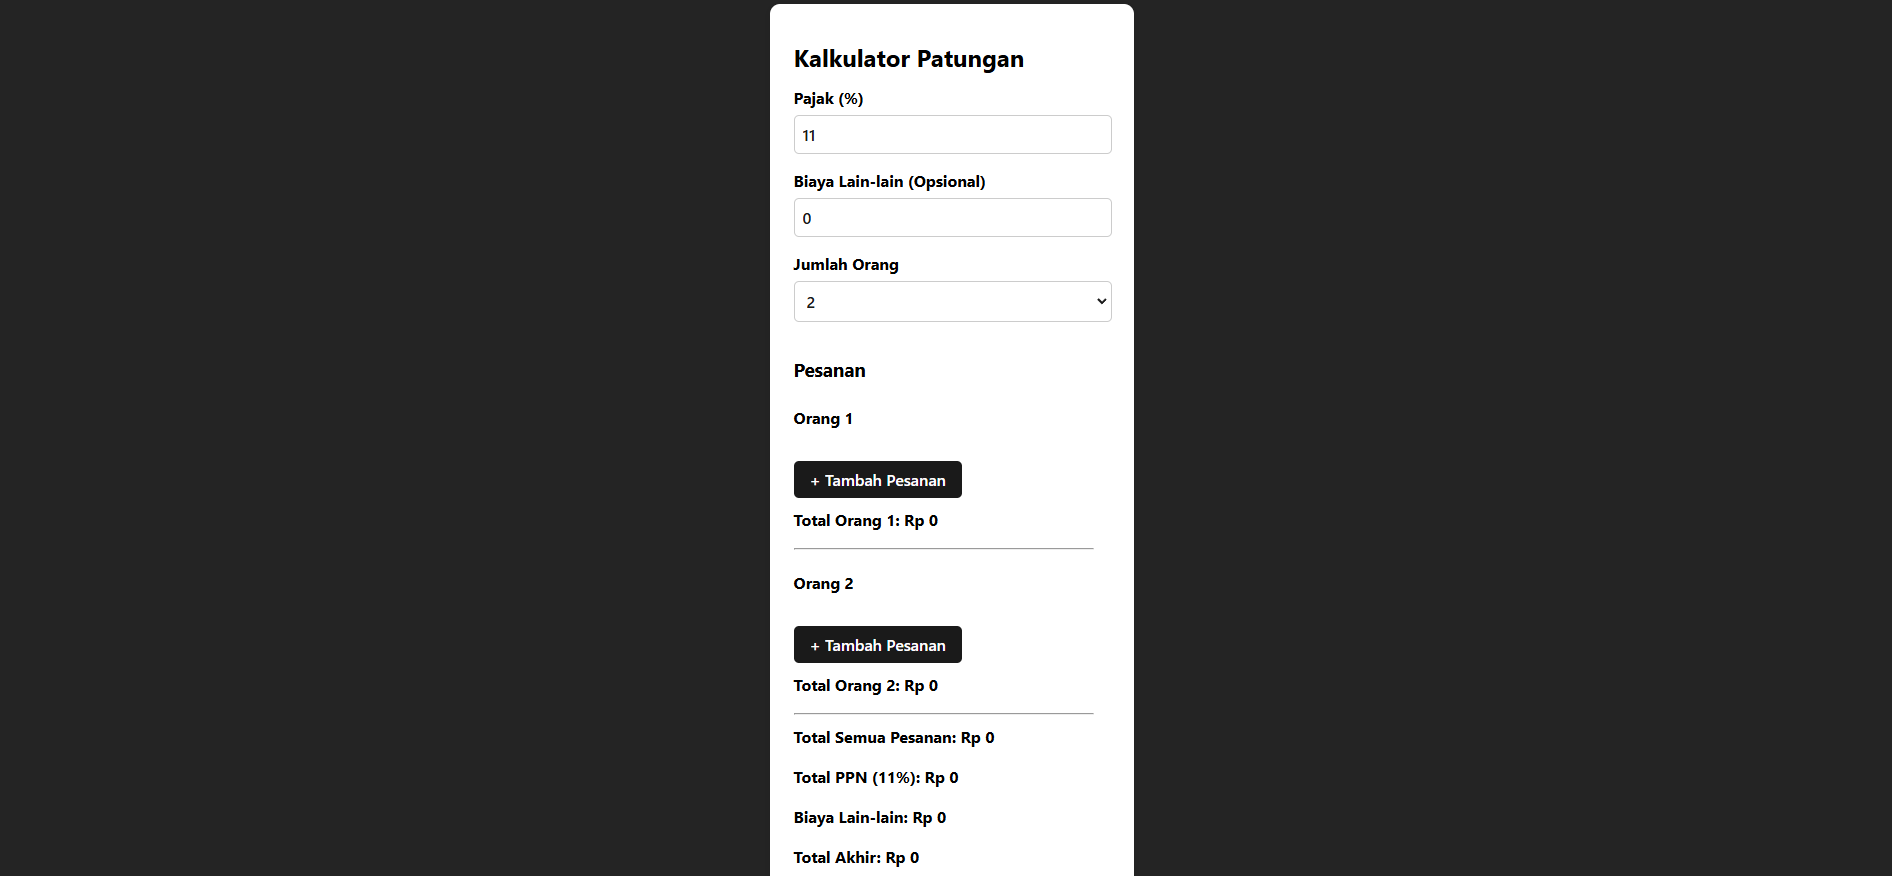 Kalkulator Patungan
Pajak (%)
11
Biaya Lain-lain (Opsional)
0
Jumlah Orang
2
Pesanan
Orang 1
+ Tambah Pesanan
Total Orang 1: Rp 0
Orang 2
+ Tambah Pesanan
Total Orang 2: Rp 0
Total Semua Pesanan: Rp 0
Total PPN (11%): Rp 0
Biaya Lain-lain: Rp 0
Total Akhir: Rp 0